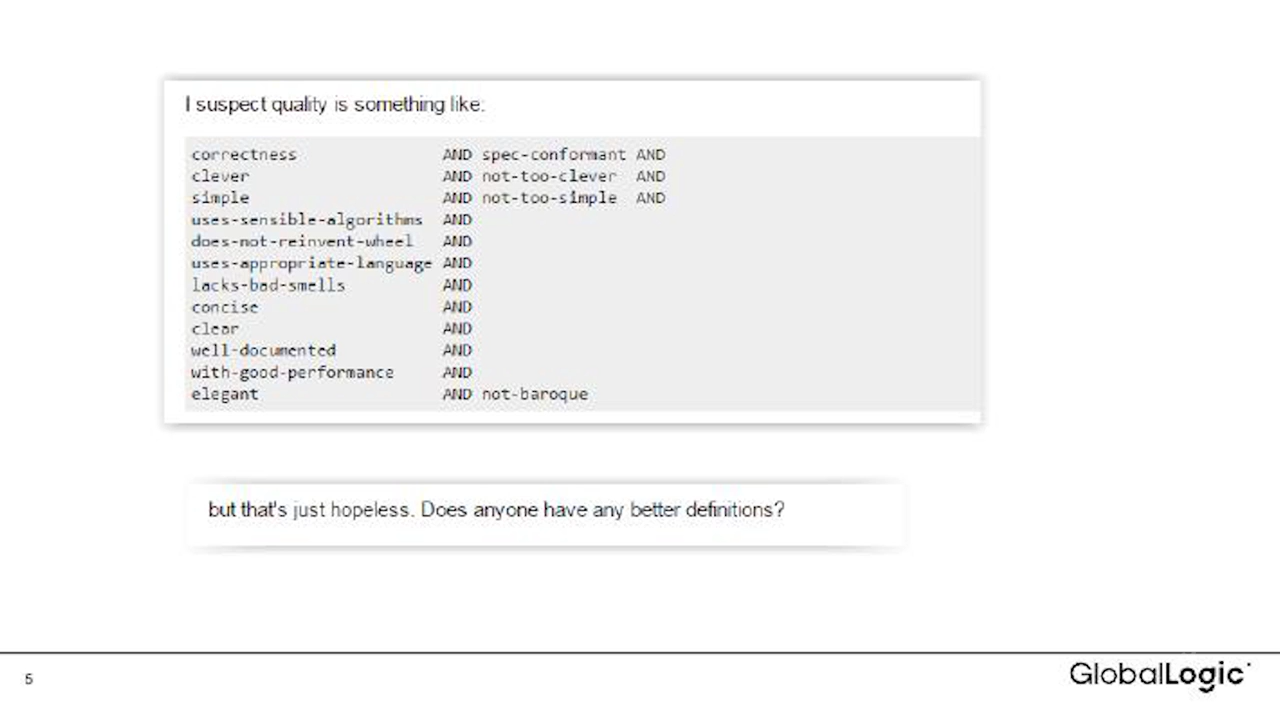 I suspect quality is something like:
correctness AND spec-conformant AND
clever AND not-too-clever AND
simple AND not-too-simple AND
uses-sensible-algorithms AND
does-not-reinvent-wheel AND
uses-appropriate-language AND
lacks-bad-smells AND
concise AND
clear AND
well-documented AND
with-good-performance AND
elegant AND not-baroque
but that's just hopeless. Does anyone have any better definitions?
5
GlobalLogic